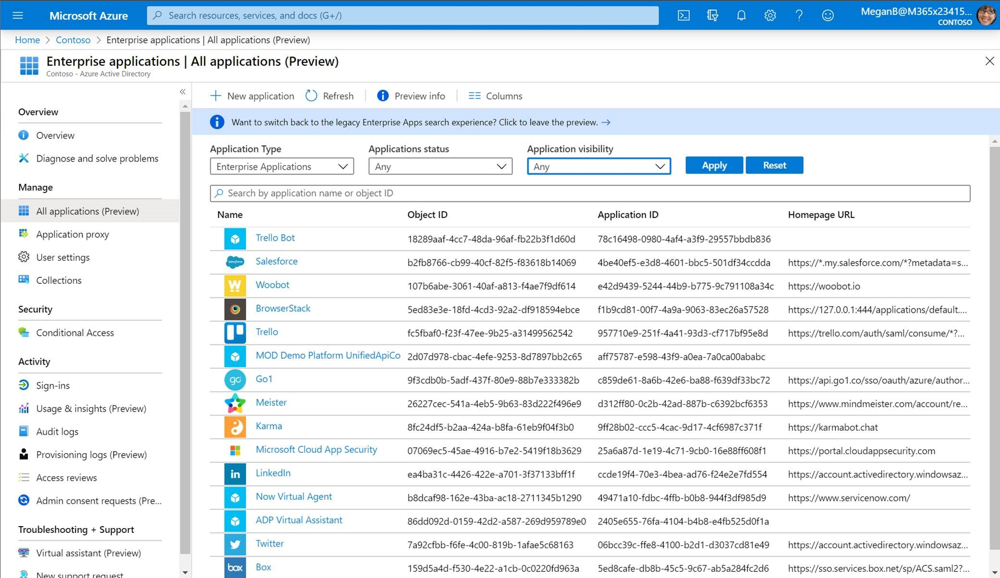 Microsoft Azure
Search resources, services, and docs (G+/)
MeganB@M365x23415...
CONTOSO
Home > Contoso > Enterprise applications | All applications (Preview)
Enterprise applications | All applications (Preview)
Contoso - Azure Active Directory
«
Overview
Overview
Diagnose and solve problems
Manage
All applications (Preview)
Application proxy
User settings
Collections
Security
Conditional Access
Activity
Sign-ins
Usage & insights (Preview)
Audit logs
Provisioning logs (Preview)
Access reviews
Admin consent requests (Pre...
Troubleshooting + Support
Virtual assistant (Preview)
New support request
New application Refresh Preview info Columns
Want to switch back to the legacy Enterprise Apps search experience? Click to leave the preview. →
Application Type Applications status Application visibility
Enterprise Applications Any Any Apply Reset
Search by application name or object ID
Name Object ID Application ID Homepage URL
Trello Bot 18289aaf-4cc7-48da-96af-fb22b3f1d60d 78c16498-0980-4af4-a3f9-29557bbdb836
salesforce Salesforce b2fb8766-cb99-40cf-82f5-f83618b14069 4be40ef5-e3d8-4601-bbc5-501df34ccdda https://*.my.salesforce.com/*?metadata=s...
W Woobot 107b6abe-3061-40af-a813-f4ae7f9df614 e42d9439-5244-44b9-b775-9c791108a34c https://woobot.io
BrowserStack 5ed83e3e-18fd-4cd3-92a2-df918594ebce f1b9cd81-00f7-4a9a-9063-83ec26a57528 https://127.0.0.1:444/applications/default....
Trello fc5fbaf0-f23f-47ee-9b25-a31499562542 957710e9-251f-4a41-93d3-cf717bf95e8d https://trello.com/auth/saml/consume/*?...
MOD Demo Platform UnifiedApiCo 2d07d978-cbac-4efe-9253-8d7897bb2c65 aff75787-e598-43f9-a0ea-7a0ca00ababc
go Go1 9f3cdb0b-5adf-437f-80e9-88b7e333382b c859de61-8a6b-42e6-ba88-f639df33bc72 https://api.go1.co/sso/oauth/azure/author...
Meister 26227cec-541a-4eb5-9b63-83d222f496e9 d312ff80-0c2b-42ad-887b-c6392bcf6353 https://www.mindmeister.com/account/re...
Karma 8fc24df5-b2aa-424a-b8fa-61eb9f04f3b0 9ff28b02-ccc5-4cac-9d17-4cf6987c371f https://karmabot.chat
Microsoft Cloud App Security 07069ec5-45ae-4916-b7e2-5419f18b3629 25a6a87d-1e19-4c71-9cb0-16e88ff608f1 https://portal.cloudappsecurity.com
in LinkedIn ea4ba31c-4426-422e-a701-3f37133bff1f ccde19f4-70e3-4bea-ad76-f24e2e7fd554 https://account.activedirectory.windowsaz...
Now Virtual Agent b8dcaf98-162e-43ba-ac18-2711345b1290 49471a10-fdbc-4ffb-b0b8-944f3df985d9 https://www.servicenow.com/
ADP Virtual Assistant 86dd092d-0159-42d2-a587-269d959789e0 2405e655-76fa-4104-b4b8-e4fb525d0f1a
Twitter 7a92cfbb-f6fe-4c00-819b-1afae5c68163 06bcc39c-ffe8-4100-b2d1-d3037cd81e49 https://account.activedirectory.windowsaz...
box Box 159d5a4d-f530-4e22-a1cb-0c0220fd963a 5ed8cafe-db8b-45c5-9c67-ab5a284fc2d6 https://sso.services.box.net/sp/ACS.saml2?...